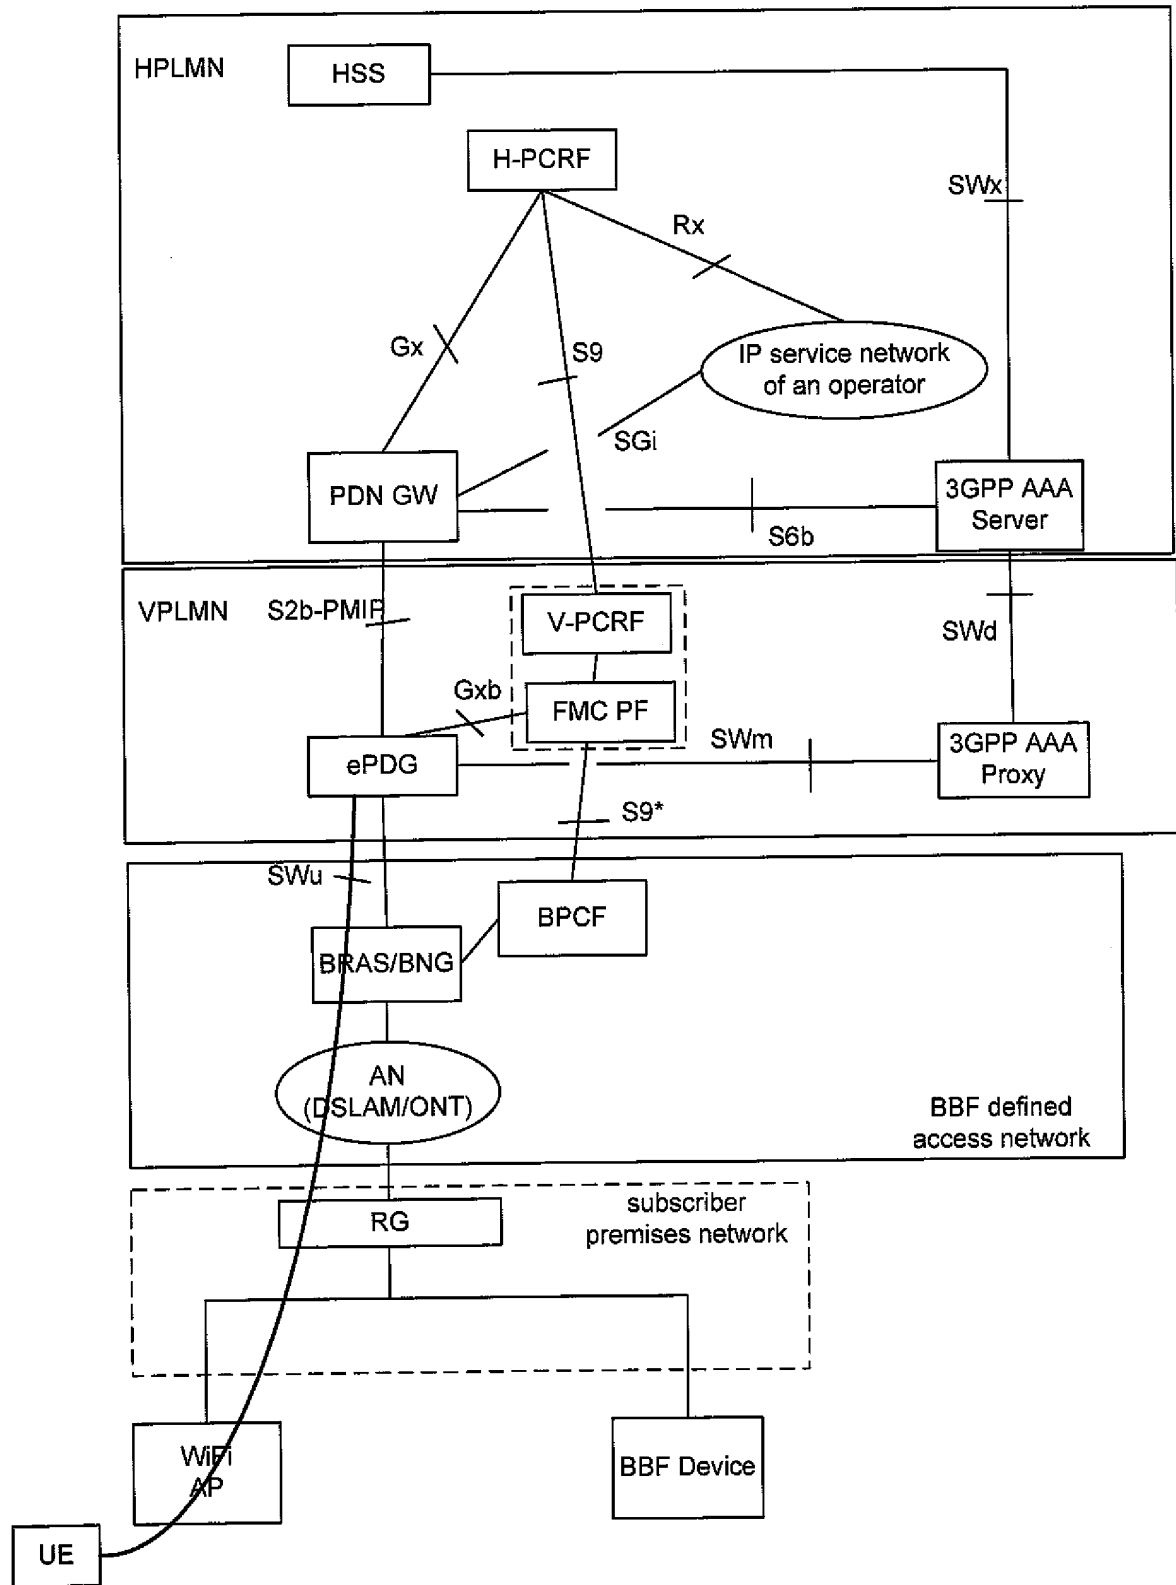 HPLMN
HSS
H-PCRF
SWx
Rx
Gx
S9
IP service network
of an operator
SGi
PDN GW
3GPP AAA
Server
S6b
VPLMN
S2b-PMIP
V-PCRF
SWd
Gxb
FMC PF
SWm
ePDG
3GPP AAA
Proxy
S9*
SWu
BPCF
BRAS/BNG
AN
(DSLAM/ONT)
BBF defined
access network
subscriber
premises network
RG
WiFi
AP
BBF Device
UE